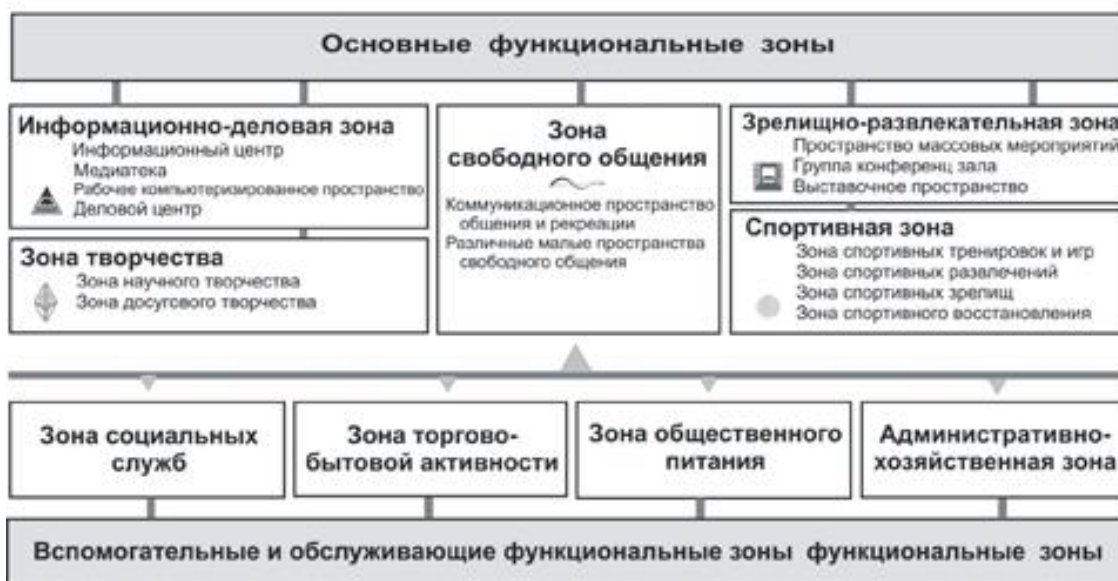 Основные функциональные зоны
Информационно-деловая зона
Информационный центр
Медиатека
Рабочее компьютеризированное пространство
Деловой центр
Зона творчества
Зона научного творчества
Зона досугового творчества
Зона
свободного общения
Коммуникационное пространство
общения и рекреации
Различные малые пространства
свободного общения
Зрелищно-развлекательная зона
Пространство массовых мероприятий
Группа конференц зала
Выставочное пространство
Спортивная зона
Зона спортивных тренировок и игр
Зона спортивных развлечений
Зона спортивных зрелищ
Зона спортивного восстановления
Зона социальных
служб
Зона торгово-
бытовой активности
Зона общественного
питания
Административно-
хозяйственная зона
Вспомогательные и обслуживающие функциональные зоны функциональные зоны